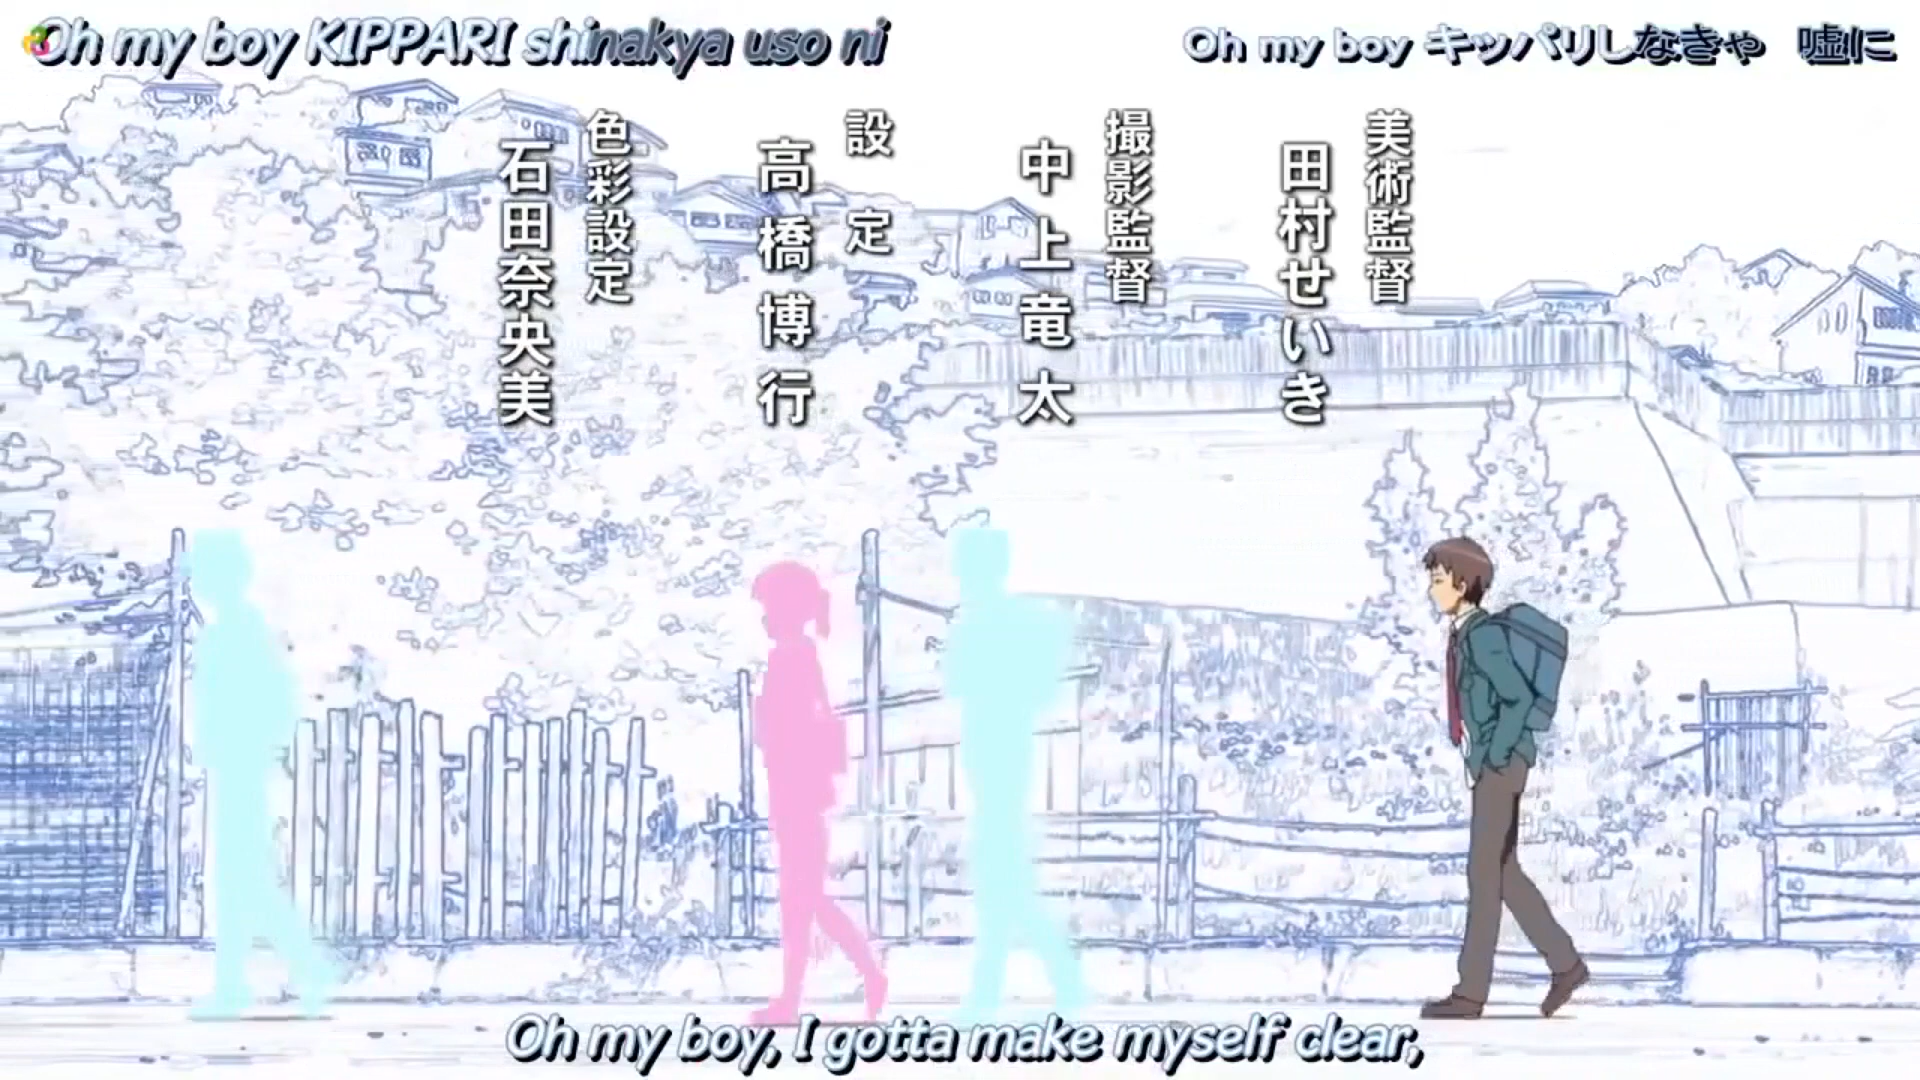 Oh my boy KIPPARI shinakya uso ni
Oh my boy キッパリしなきゃ 嘘に
美術監督
田村せいき
撮影監督
中上竜太
設定
高橋博行
色彩設定
石田奈央美
Oh my boy, I gotta make myself clear,